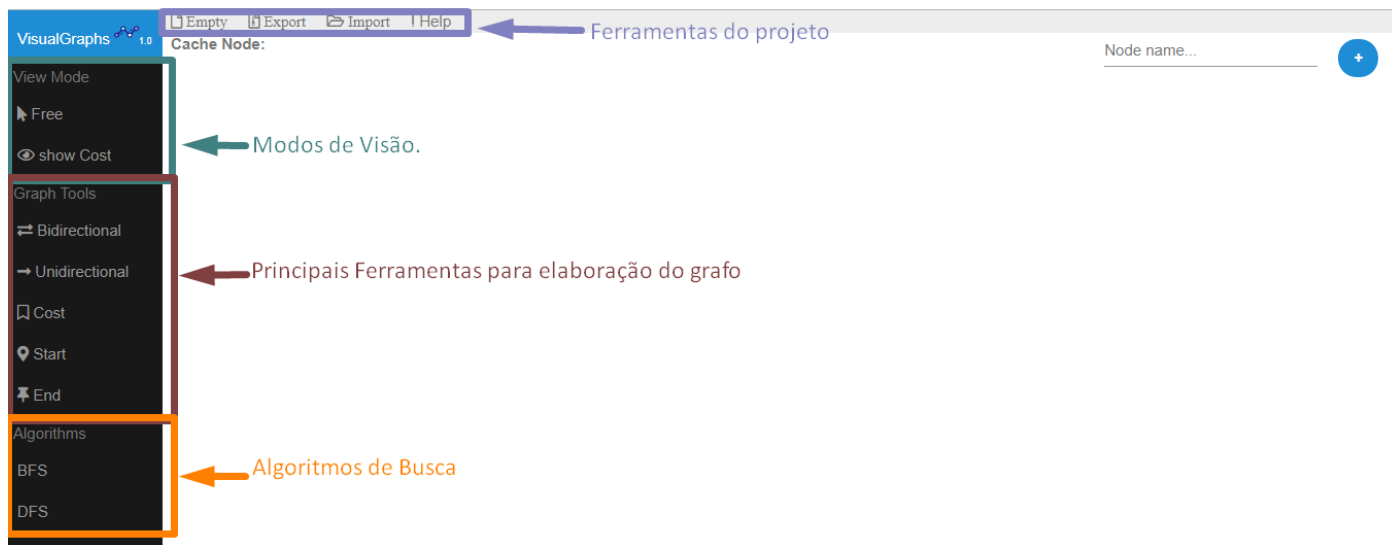 VisualGraphs 1.0
Empty Export Import ! Help
Ferramentas do projeto
Cache Node:
Node name...
+
View Mode
Free
show Cost
Modos de Visão.
Graph Tools
Bidirectional
Unidirectional
Principais Ferramentas para elaboração do grafo
Cost
Start
End
Algorithms
BFS
Algoritmos de Busca
DFS